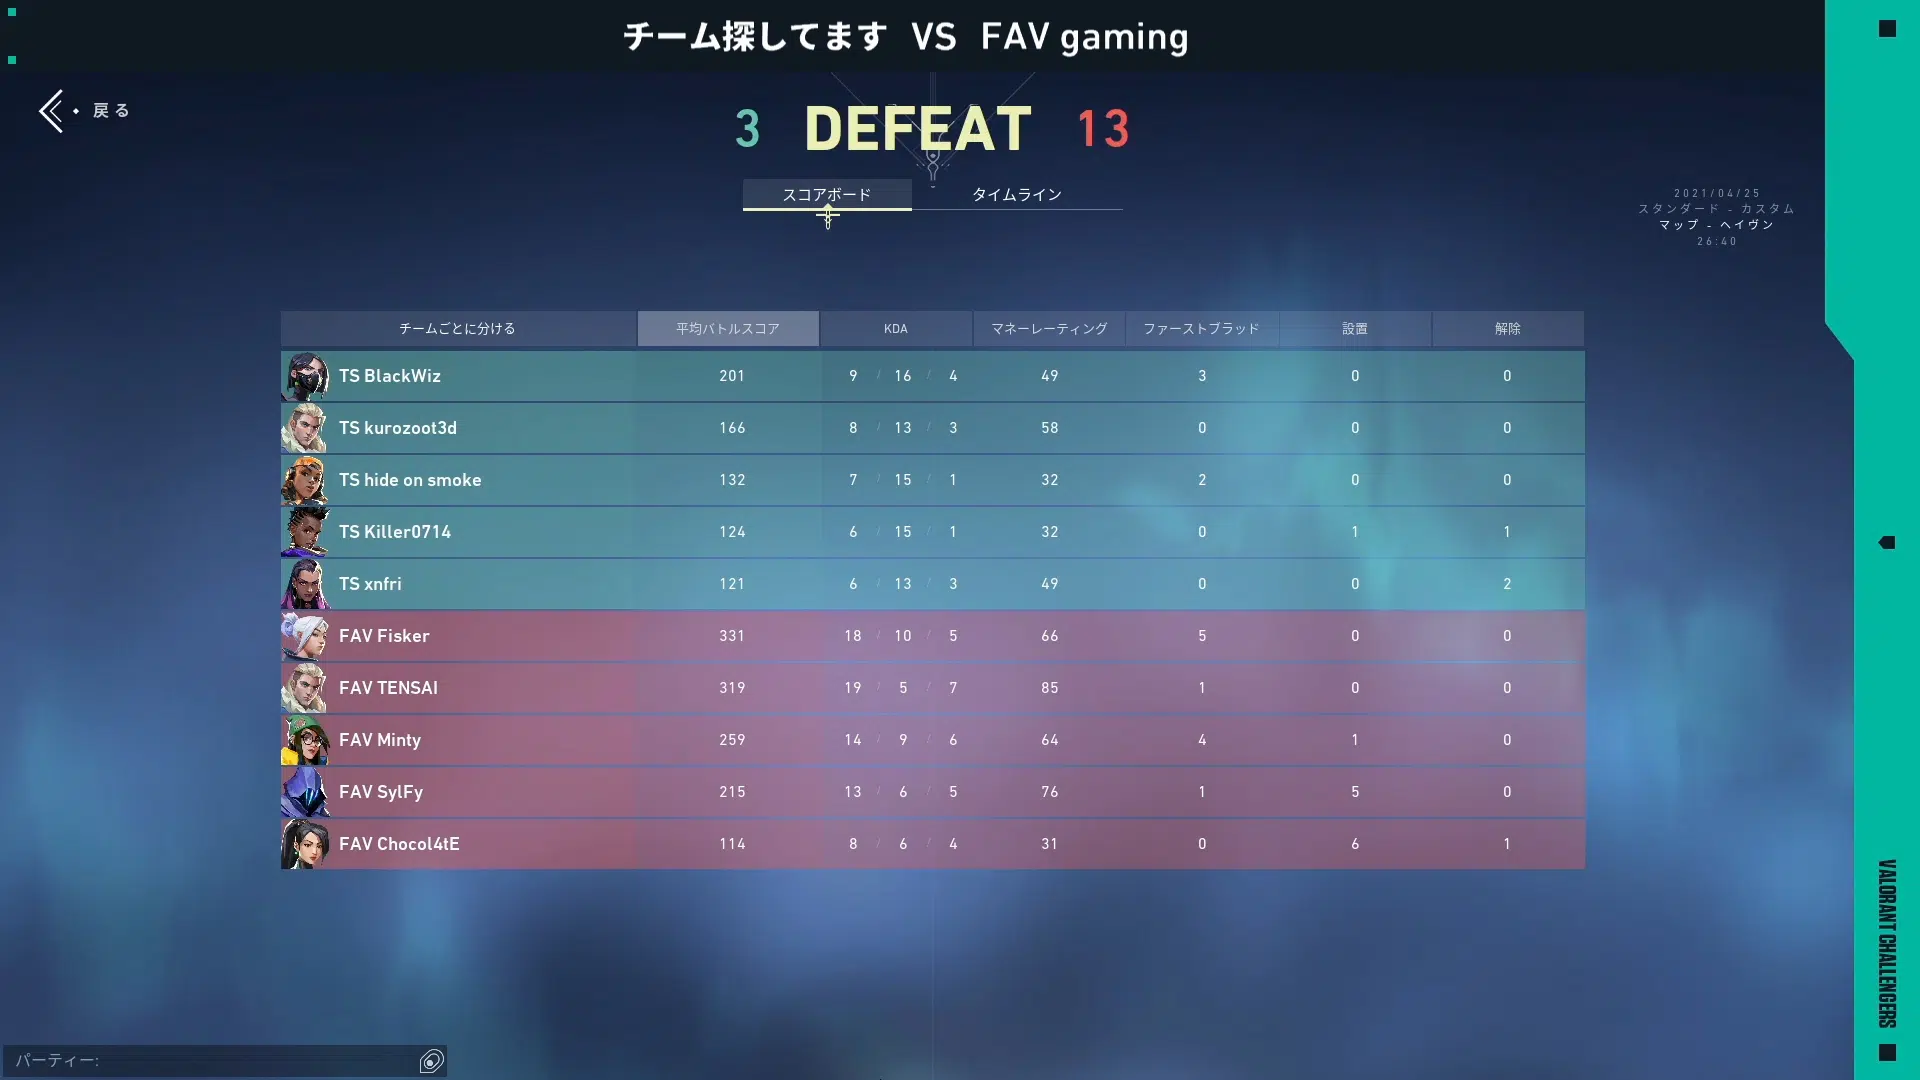 チーム探してます VS FAV gaming
戻る
3 DEFEAT 13
スコアボード タイムライン
2021/04/25
スタンダード - カスタム
マップ - ヘイヴン
26:40
チームごとに分ける 平均バトルスコア KDA マネーレーティング ファーストブラッド 設置 解除
TS BlackWiz 201 9 / 16 / 4 49 3 0 0
TS kurozoot3d 166 8 / 13 / 3 58 0 0 0
TS hide on smoke 132 7 / 15 / 1 32 2 0 0
TS Killer0714 124 6 / 15 / 1 32 0 1 1
TS xnfri 121 6 / 13 / 3 49 0 0 2
FAV Fisker 331 18 / 10 / 5 66 5 0 0
FAV TENSAI 319 19 / 5 / 7 85 1 0 0
FAV Minty 259 14 / 9 / 6 64 4 1 0
FAV SylFy 215 13 / 6 / 5 76 1 5 0
FAV Chocol4tE 114 8 / 6 / 4 31 0 6 1
パーティー:
VALORANT CHALLENGERS